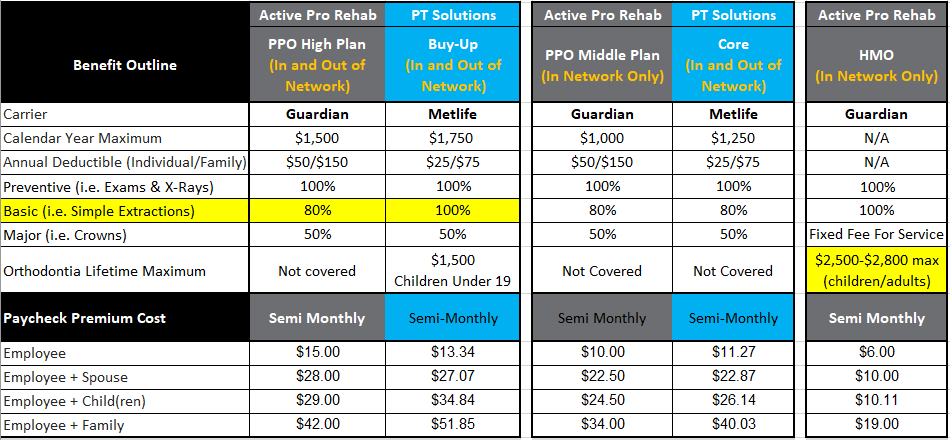 Active Pro Rehab PT Solutions Active Pro Rehab PT Solutions Active Pro Rehab
Benefit Outline
PPO High Plan
(In and Out of
Network)
Buy-Up
(In and Out of
Network)
PPO Middle Plan
(In Network Only)
Core
(In and Out of
Network)
HMO
(In Network Only)
Carrier Guardian Metlife Guardian Metlife Guardian
Calendar Year Maximum $1,500 $1,750 $1,000 $1,250 N/A
Annual Deductible (Individual/Family) $50/$150 $25/$75 $50/$150 $25/$75 N/A
Preventive (i.e. Exams & X-Rays) 100% 100% 100% 100% 100%
Basic (i.e. Simple Extractions) 80% 100% 80% 80% 100%
Major (i.e. Crowns) 50% 50% 50% 50% Fixed Fee For Service
Orthodontia Lifetime Maximum Not covered
$1,500
Children Under 19
Not Covered Not Covered
$2,500-$2,800 max
(children/adults)
Paycheck Premium Cost Semi Monthly Semi-Monthly Semi Monthly Semi-Monthly Semi Monthly
Employee $15.00 $13.34 $10.00 $11.27 $6.00
Employee + Spouse $28.00 $27.07 $22.50 $22.87 $10.00
Employee + Child(ren) $29.00 $34.84 $24.50 $26.14 $10.11
Employee + Family $42.00 $51.85 $34.00 $40.03 $19.00